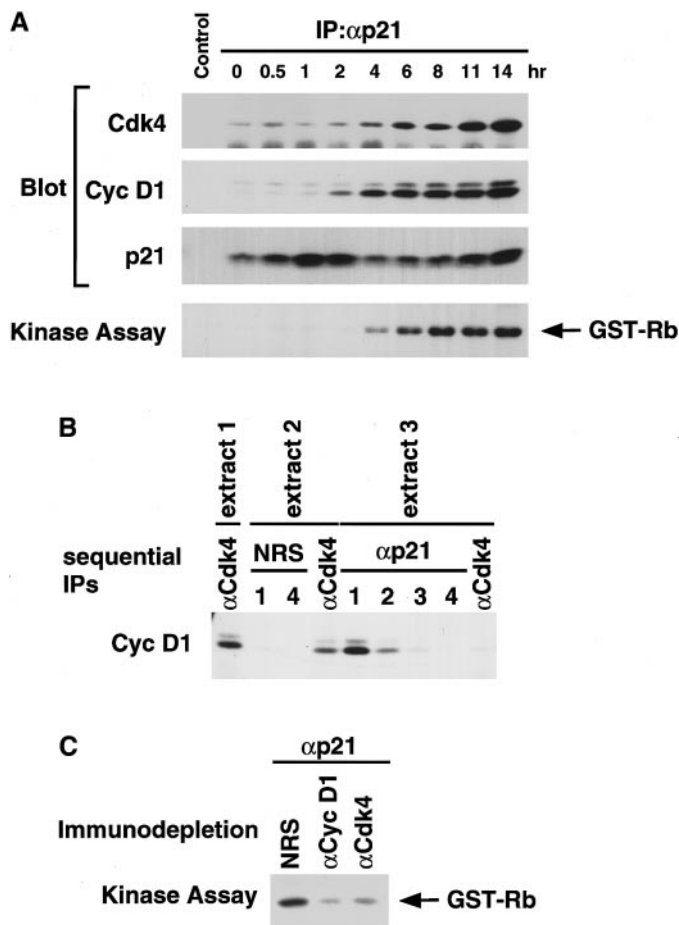 A
Control
IP:αp21
0 0.5 1 2 4 6 8 11 14 hr
Blot
Cdk4
Cyc D1
p21
Kinase Assay
GST-Rb
B
extract 1
extract 2
extract 3
sequential
IPs
αCdk4
NRS
αCdk4
αp21
αCdk4
1 4 1 2 3 4
Cyc D1
C
αp21
Immunodepletion
NRS
αCyc D1
αCdk4
Kinase Assay
GST-Rb